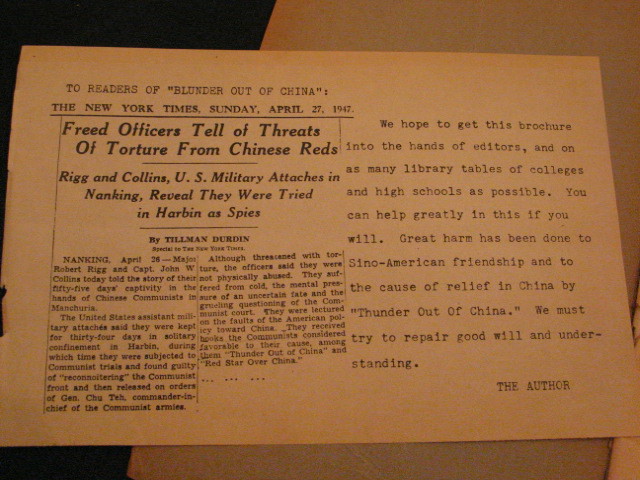 TO READERS OF "BLUNDER OUT OF CHINA":
THE NEW YORK TIMES, SUNDAY, APRIL 27, 1947.
Freed Officers Tell of Threats
Of Torture From Chinese Reds
Rigg and Collins, U. S. Military Attaches in
Nanking, Reveal They Were Tried
in Harbin as Spies
By TILLMAN DURDIN
Special to THE NEW YORK TIMES.
NANKING, April 26—Major
Robert Rigg and Capt. John W
Collins today told the story of their
fifty-five days' captivity in the
hands of Chinese Communists in
Manchuria.
The United States assistant mili-
tary attachés said they were kept
for thirty-four days in solitary
confinement in Harbin, during
which time they were subjected to
Communist trials and found guilty
of "reconnoitering" the Communist
front and then released on orders
of Gen. Chu Teh, commander-in-
chief of the Communist armies.
Although threatened with tor-
ture, the officers said they were
not physically abused. They suf-
fered from cold, the mental pres-
sure of an uncertain fate and the
grueling questioning of the Com-
munist court. They were lectured
on the faults of the American pol-
icy toward China. They received
books the Communists considered
favorable to their cause, among
them "Thunder Out of China" and
"Red Star Over China."
... ... ...
We hope to get this brochure
into the hands of editors, and on
as many library tables of colleges
and high schools as possible. You
can help greatly in this if you
will. Great harm has been done to
Sino-American friendship and to
the cause of relief in China by
"Thunder Out Of China." We must
try to repair good will and under-
standing.
THE AUTHOR